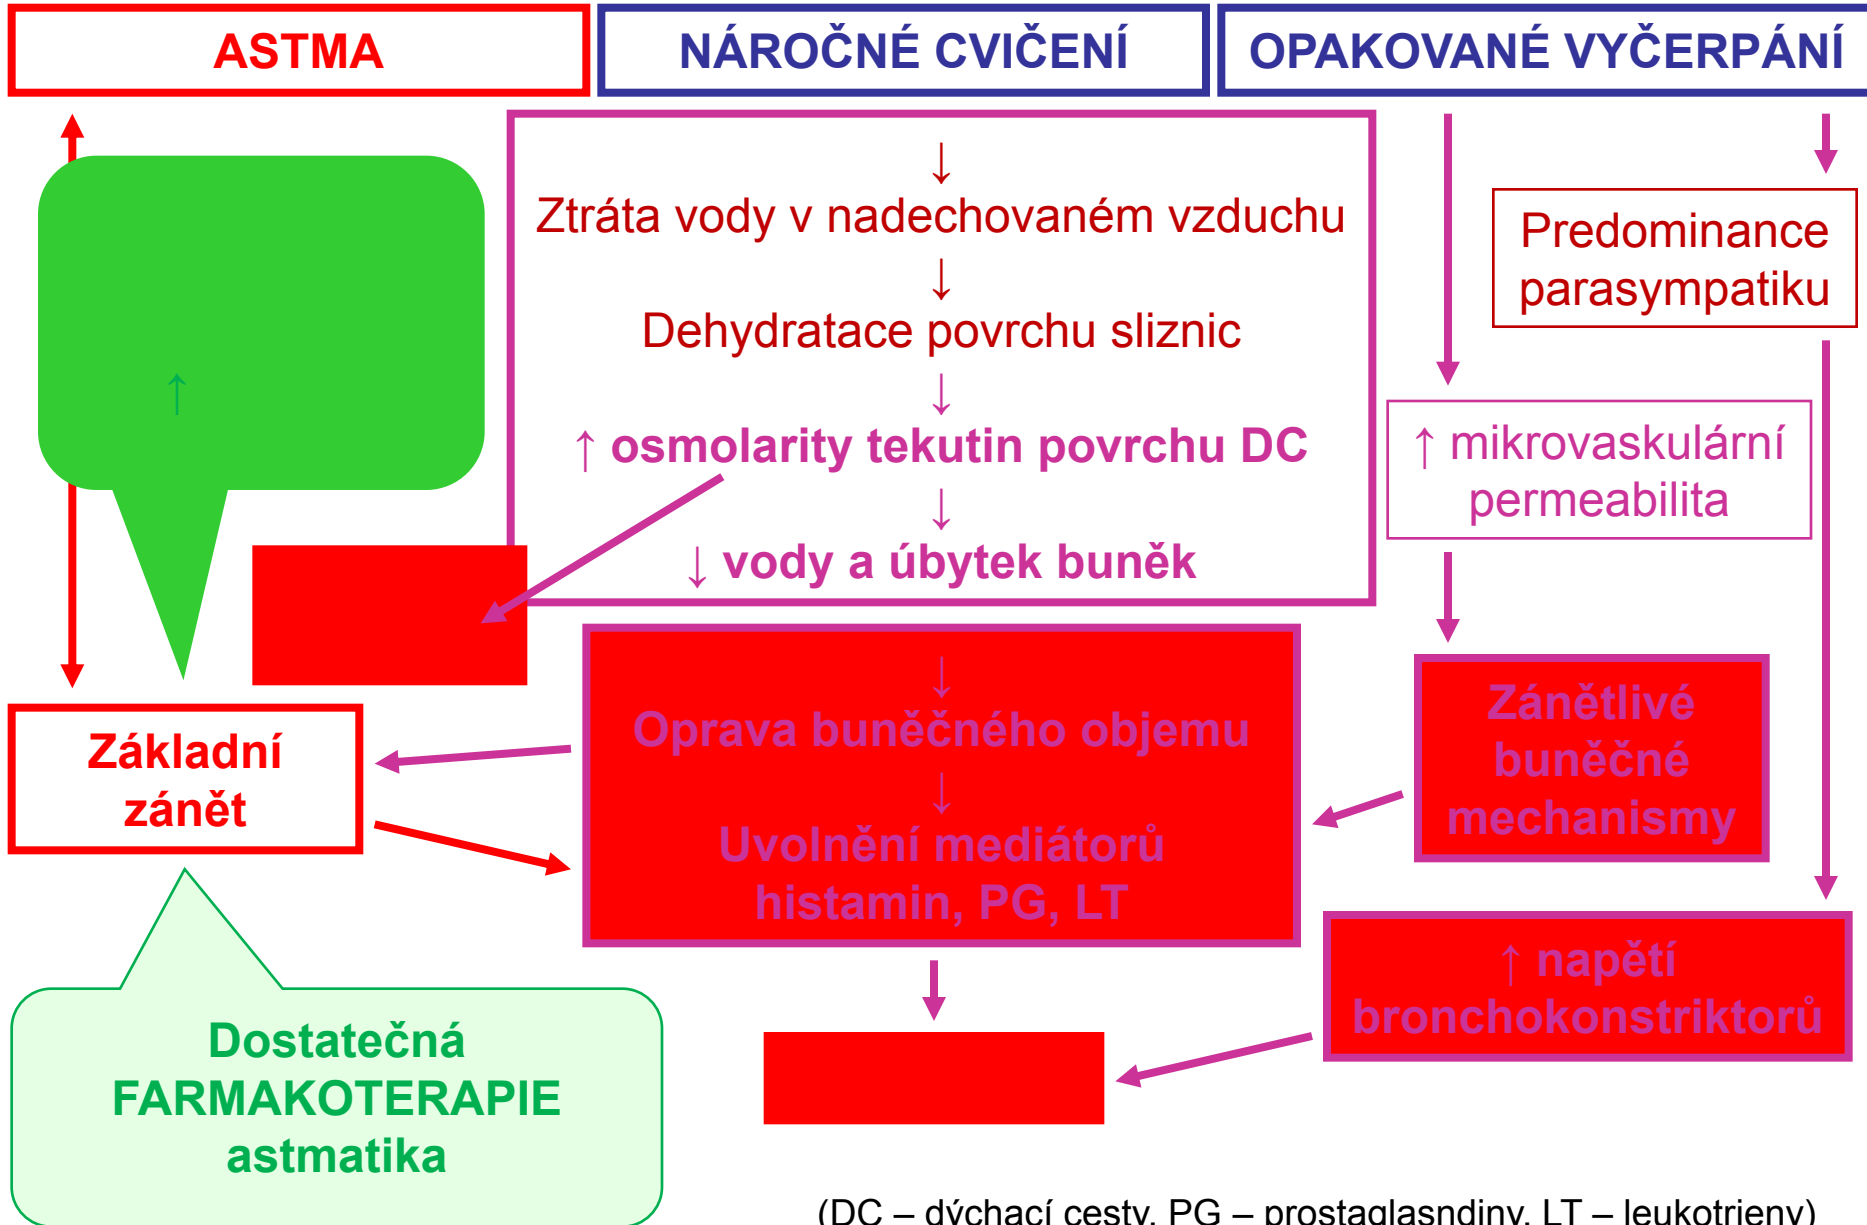 ASTMA
NÁROČNÉ CVIČENÍ
OPAKOVANÉ VYČERPÁNÍ
↓
Ztráta vody v nadechovaném vzduchu
↓
Dehydratace povrchu sliznic
↓
↑ osmolarity tekutin povrchu DC
↓
↓ vody a úbytek buněk
Predominance
parasympatiku
↑ mikrovaskulární
permeabilita
↑
↓
Oprava buněčného objemu
↓
Uvolnění mediátorů
histamin, PG, LT
Zánětlivé
buněčné
mechanismy
Základní
zánět
↑ napětí
bronchokonstriktorů
Dostatečná
FARMAKOTERAPIE
astmatika
(DC – dýchací cesty, PG – prostaglasndiny, LT – leukotrieny)